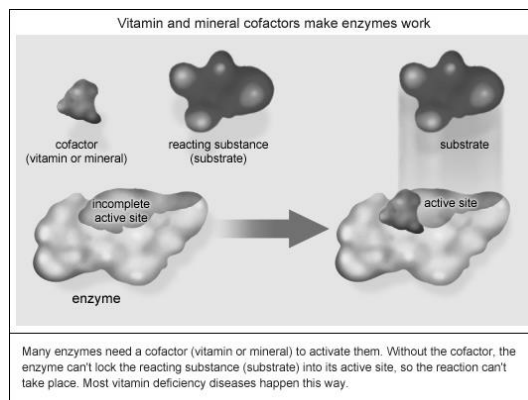 Vitamin and mineral cofactors make enzymes work
cofactor
(vitamin or mineral)
reacting substance
(substrate)
substrate
incomplete
active site
active site
enzyme
Many enzymes need a cofactor (vitamin or mineral) to activate them. Without the cofactor, the
enzyme can't lock the reacting substance (substrate) into its active site, so the reaction can't
take place. Most vitamin deficiency diseases happen this way.